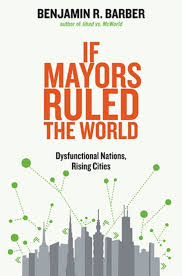 BENJAMIN R. BARBER
author of Jihad vs. McWorld
IF
MAYORS
RULED
THE WORLD
Dysfunctional Nations,
Rising Cities